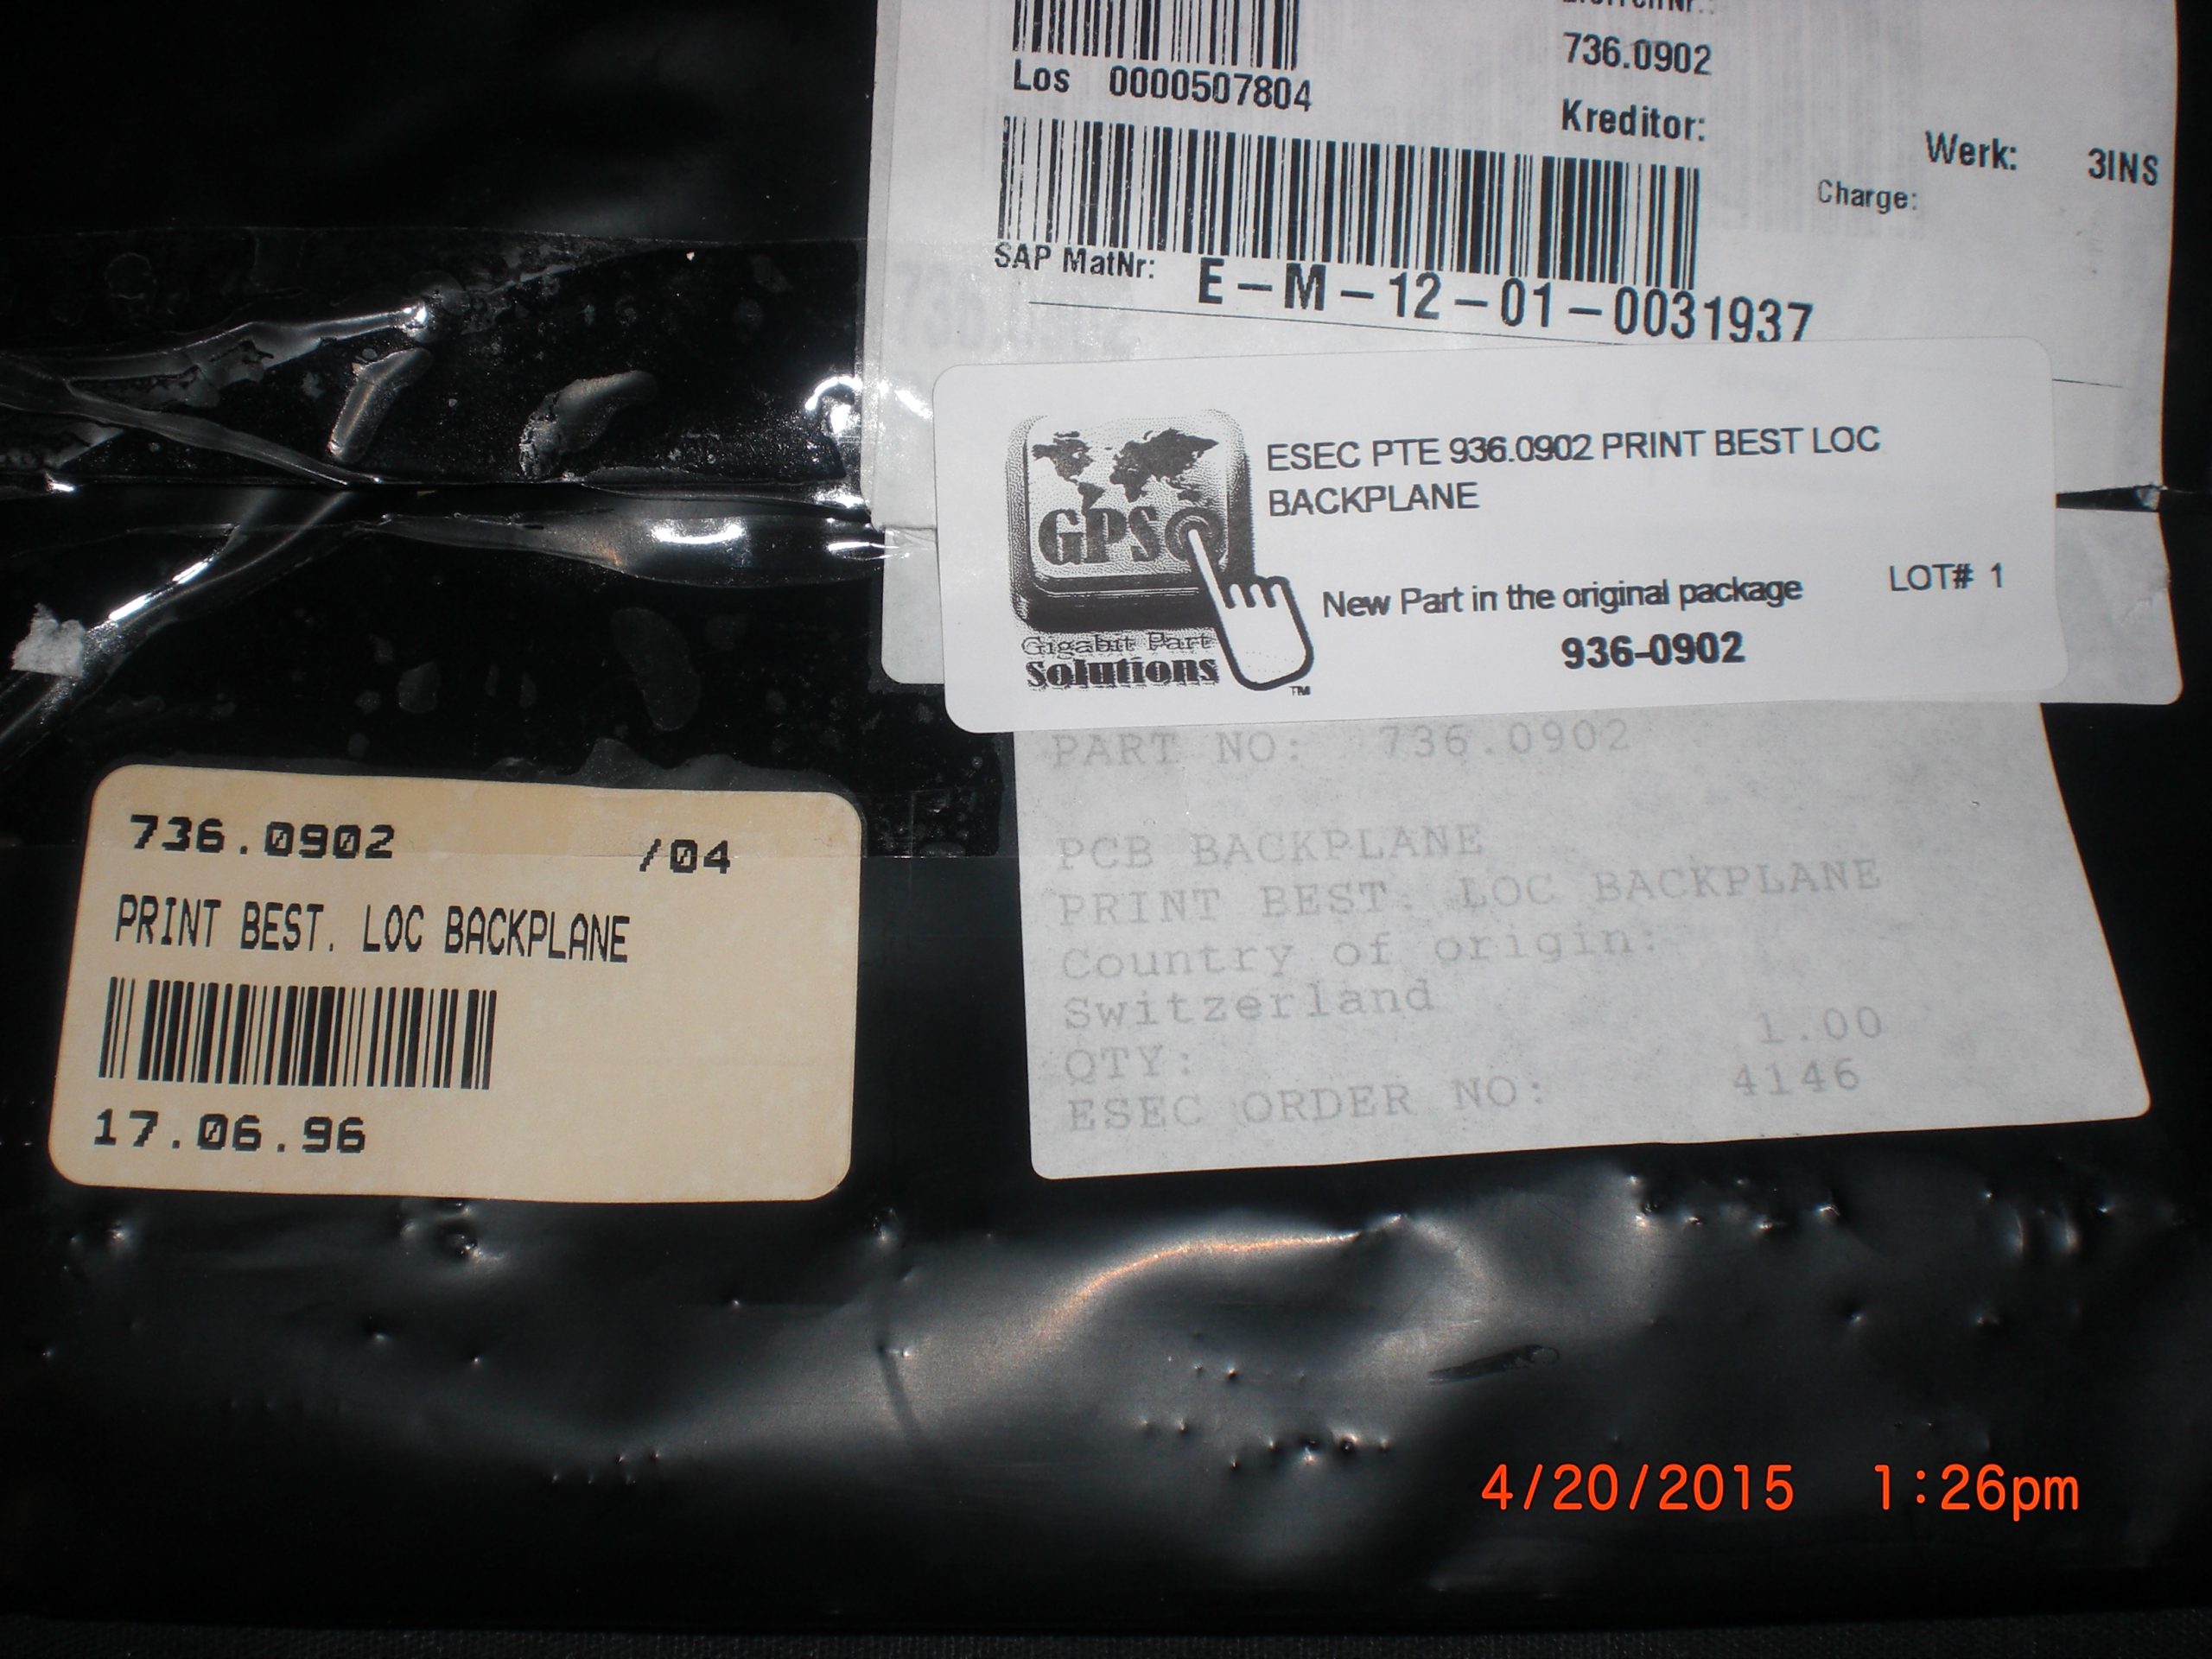 736.0902
Los 0000507804
Kreditor:
Werk: 3INS
Charge:
SAP MatNr: E-M-12-01-0031937
ESEC PTE 936.0902 PRINT BEST LOC
BACKPLANE
GPS
New Part in the original package
LOT# 1
936-0902
Gigabit Part
Solutions
TM
PART NO: 736.0902
PCB BACKPLANE
PRINT BEST. LOC BACKPLANE
Country of origin:
Switzerland
QTY: 1.00
ESEC ORDER NO: 4146
736.0902 /04
PRINT BEST. LOC BACKPLANE
17.06.96
4/20/2015 1:26pm